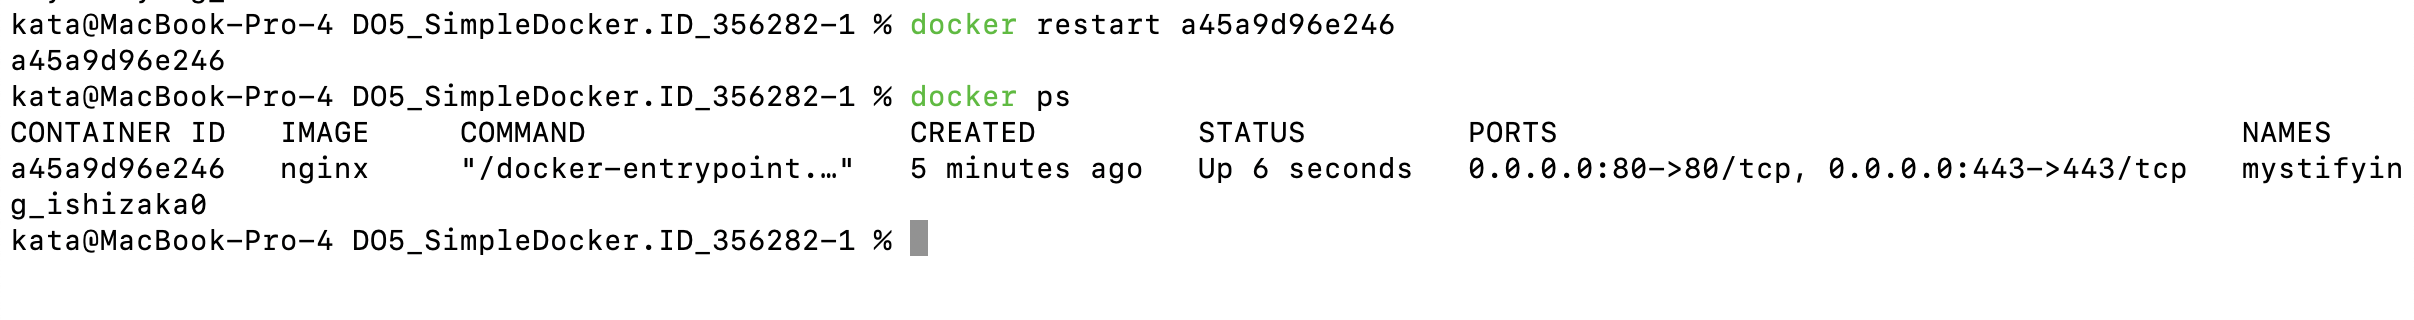 kata@MacBook-Pro-4 DO5_SimpleDocker.ID_356282-1 % docker restart a45a9d96e246
a45a9d96e246
kata@MacBook-Pro-4 DO5_SimpleDocker.ID_356282-1 % docker ps
CONTAINER ID   IMAGE     COMMAND                  CREATED         STATUS         PORTS                                      NAMES
a45a9d96e246   nginx     "/docker-entrypoint.…"   5 minutes ago   Up 6 seconds   0.0.0.0:80->80/tcp, 0.0.0.0:443->443/tcp   mystifyin
g_ishizaka0
kata@MacBook-Pro-4 DO5_SimpleDocker.ID_356282-1 %